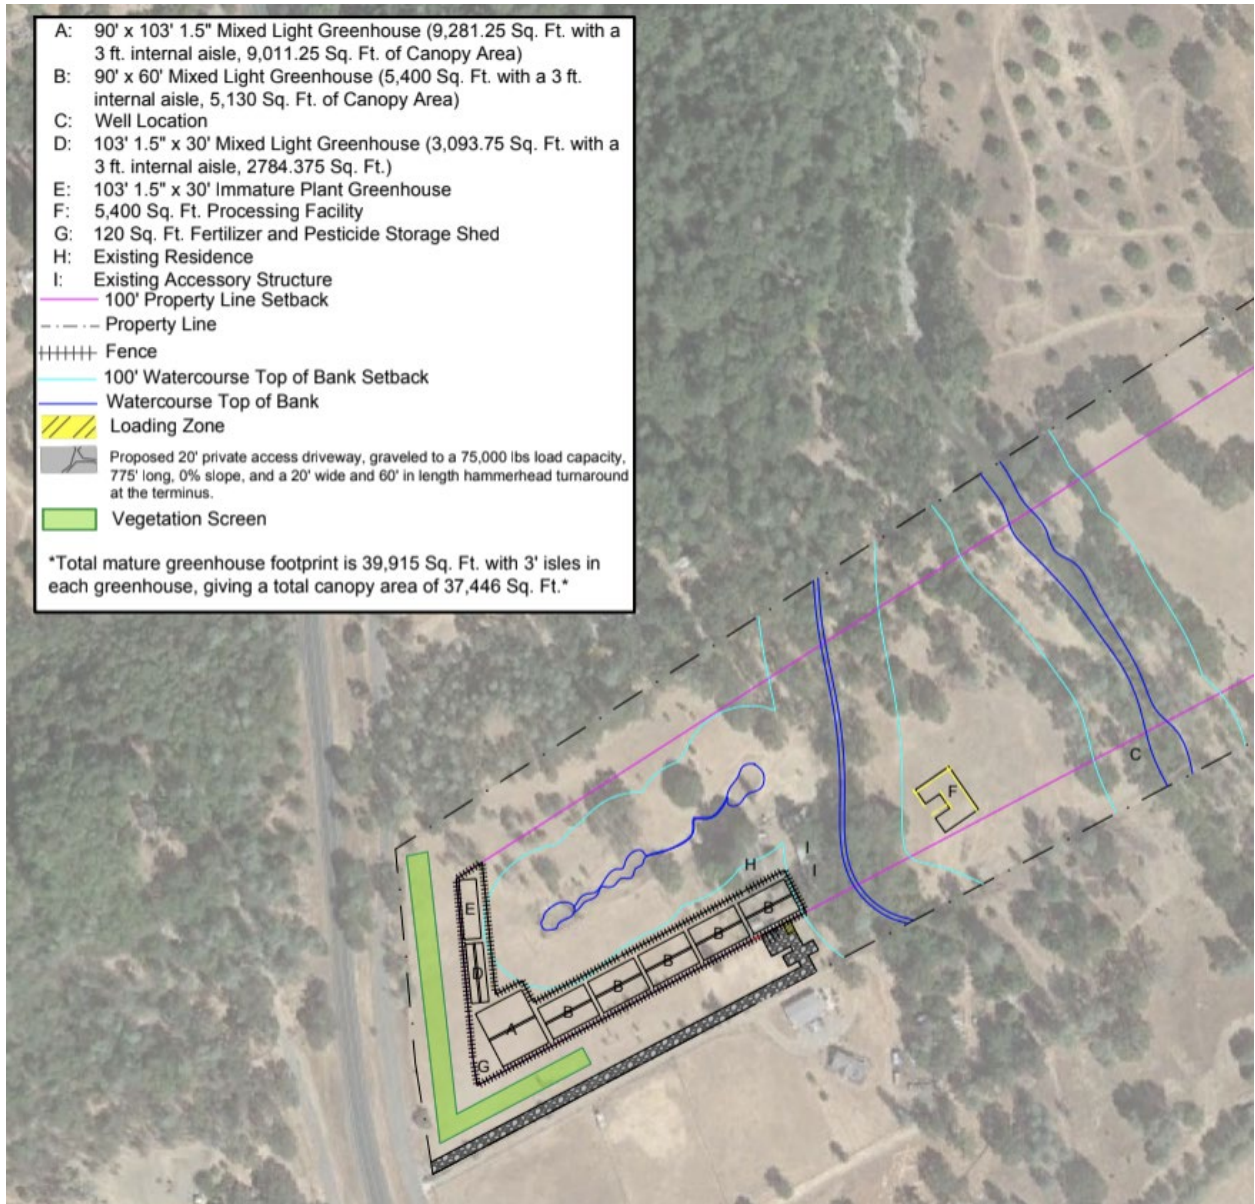 A: 90' x 103' 1.5" Mixed Light Greenhouse (9,281.25 Sq. Ft. with a
3 ft. internal aisle, 9,011.25 Sq. Ft. of Canopy Area)
B: 90' x 60' Mixed Light Greenhouse (5,400 Sq. Ft. with a 3 ft.
internal aisle, 5,130 Sq. Ft. of Canopy Area)
C: Well Location
D: 103' 1.5" x 30' Mixed Light Greenhouse (3,093.75 Sq. Ft. with a
3 ft. internal aisle, 2784.375 Sq. Ft.)
E: 103' 1.5" x 30' Immature Plant Greenhouse
F: 5,400 Sq. Ft. Processing Facility
G: 120 Sq. Ft. Fertilizer and Pesticide Storage Shed
H: Existing Residence
I: Existing Accessory Structure
100' Property Line Setback
Property Line
Fence
100' Watercourse Top of Bank Setback
Watercourse Top of Bank
Loading Zone
Proposed 20' private access driveway, graveled to a 75,000 lbs load capacity,
775' long, 0% slope, and a 20' wide and 60' in length hammerhead turnaround
at the terminus.
Vegetation Screen
*Total mature greenhouse footprint is 39,915 Sq. Ft. with 3' isles in
each greenhouse, giving a total canopy area of 37,446 Sq. Ft.*
C
F
I
H
I
E
B
B
B
D
B
B
A
G